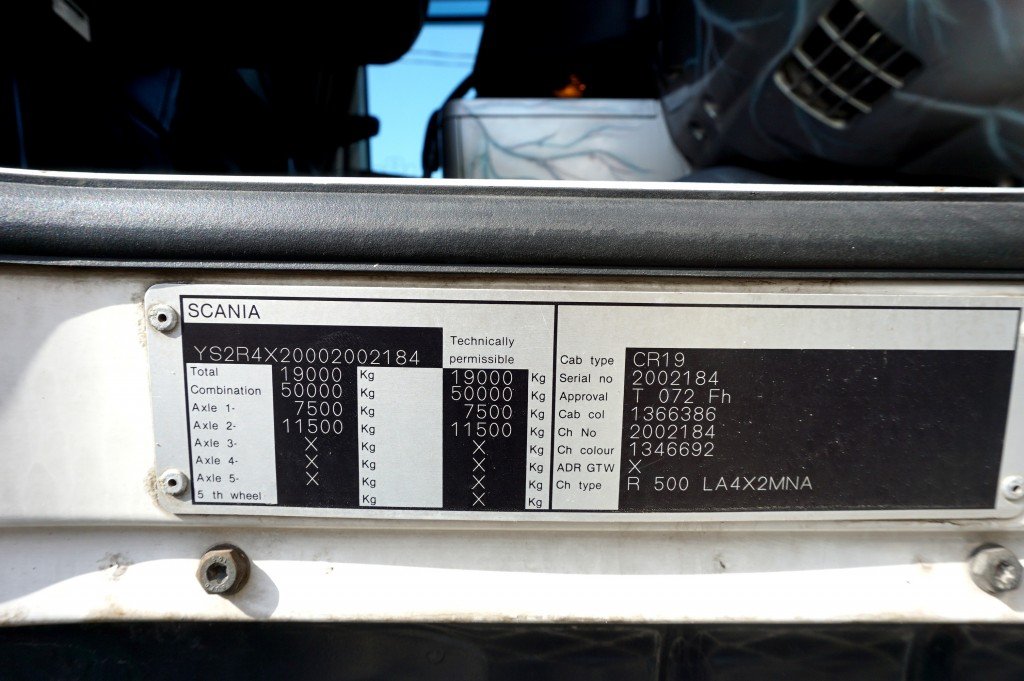 SCANIA
Technically
permissible
YS2R4X20002002184
Total 19000 Kg 19000 Kg
Combination 50000 Kg 50000 Kg
Axle 1- 7500 Kg 7500 Kg
Axle 2- 11500 Kg 11500 Kg
Axle 3- X Kg X Kg
Axle 4- X Kg X Kg
Axle 5- X Kg X Kg
5 th wheel Kg X Kg
Cab type CR19
Serial no 2002184
Approval T 072 Fh
Cab col 1366386
Ch No 2002184
Ch colour 1346692
ADR GTW X
Ch type R 500 LA4X2MNA